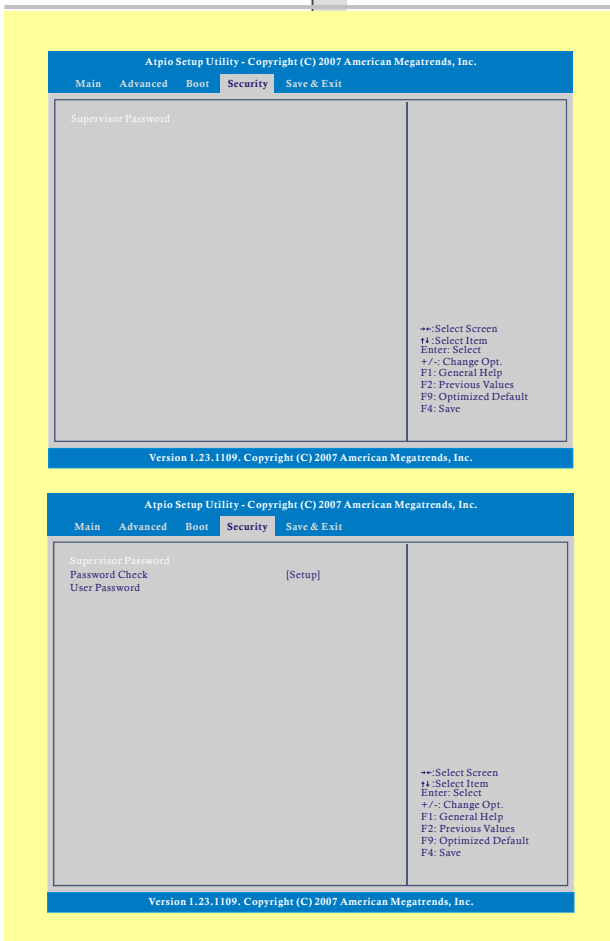 Atpio Setup Utility - Copyright (C) 2007 American Megatrends, Inc.
Main Advanced Boot Security Save & Exit
Supervisor Password
→←:Select Screen
↑↓:Select Item
Enter: Select
+/-: Change Opt.
F1: General Help
F2: Previous Values
F9: Optimized Default
F4: Save
Version 1.23.1109. Copyright (C) 2007 American Megatrends, Inc.
Atpio Setup Utility - Copyright (C) 2007 American Megatrends, Inc.
Main Advanced Boot Security Save & Exit
Supervisor Password
Password Check [Setup]
User Password
→←:Select Screen
↑↓:Select Item
Enter: Select
+/-: Change Opt.
F1: General Help
F2: Previous Values
F9: Optimized Default
F4: Save
Version 1.23.1109. Copyright (C) 2007 American Megatrends, Inc.